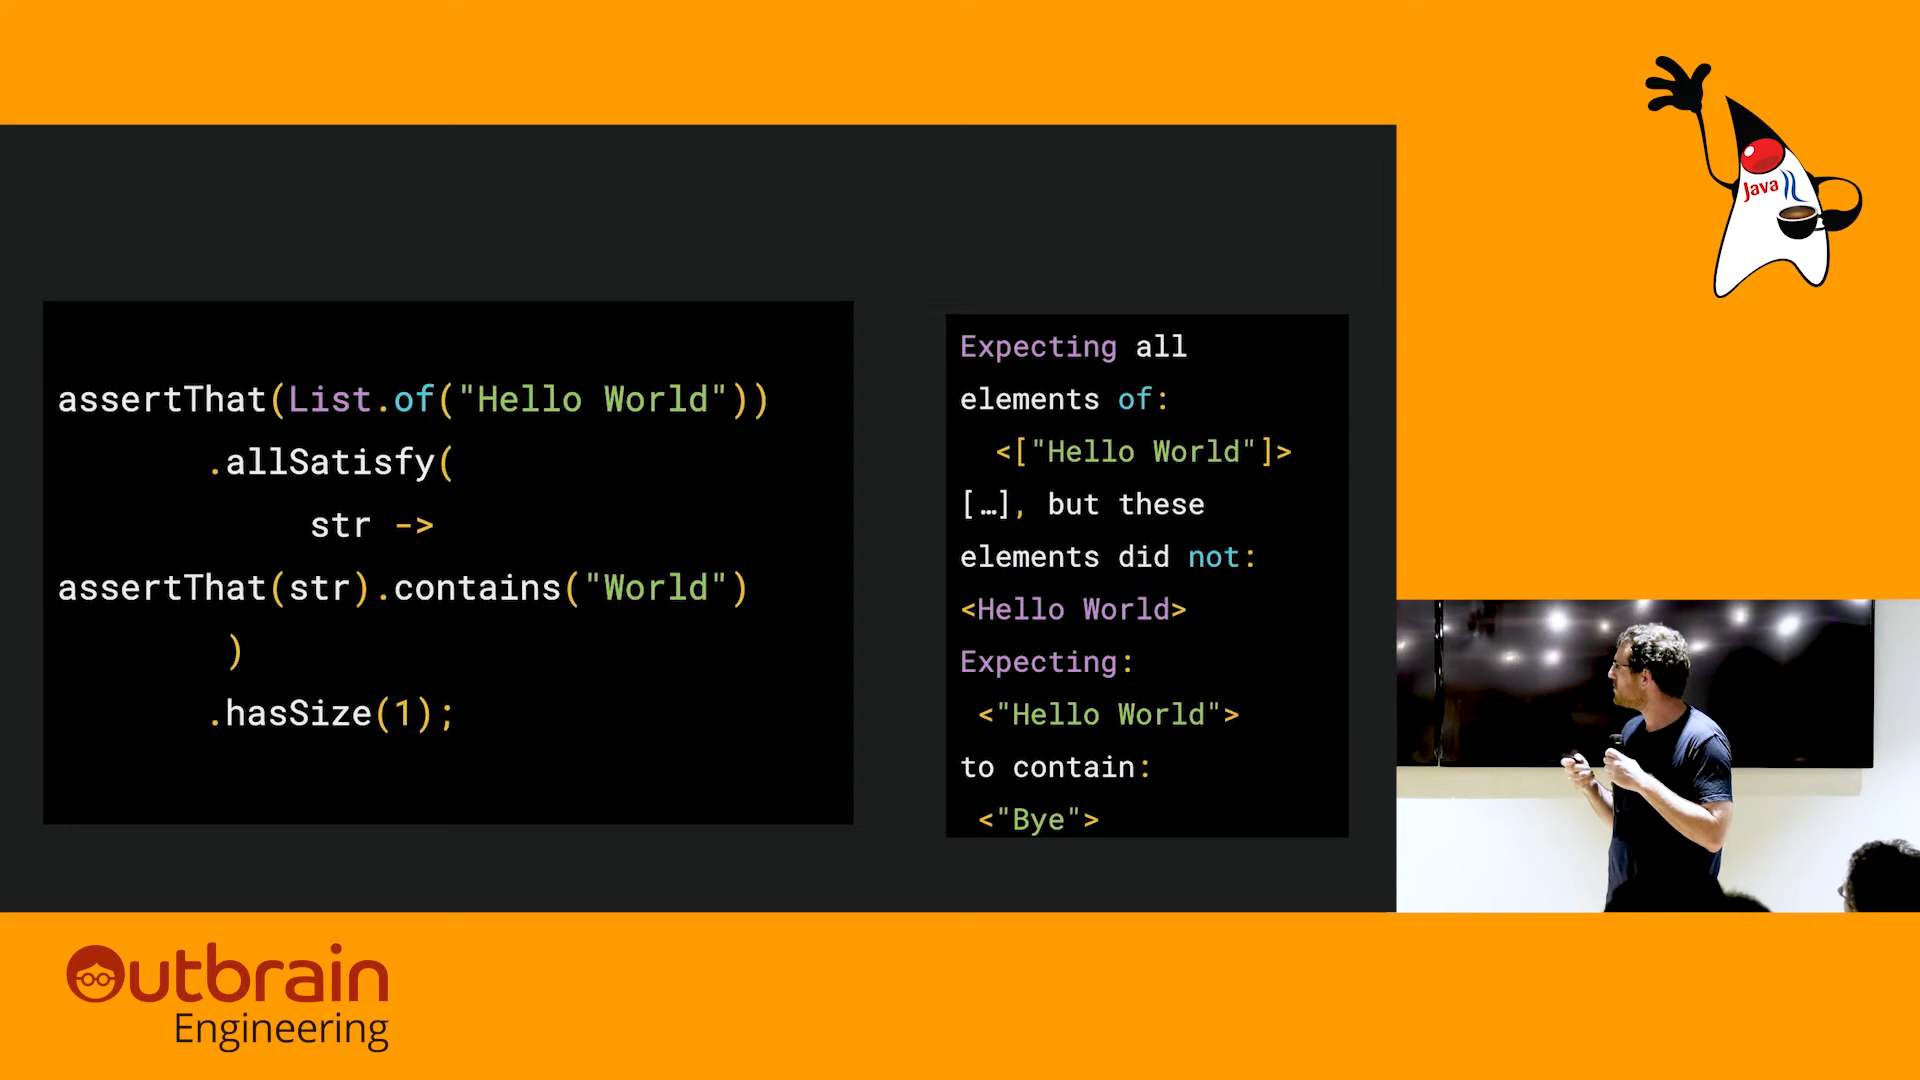 Java
assertThat(List.of("Hello World"))
.allSatisfy(
str ->
assertThat(str).contains("World")
)
.hasSize(1);
Expecting all
elements of:
<["Hello World"]>
[…], but these
elements did not:
<Hello World>
Expecting:
<"Hello World">
to contain:
<"Bye">
Outbrain
Engineering